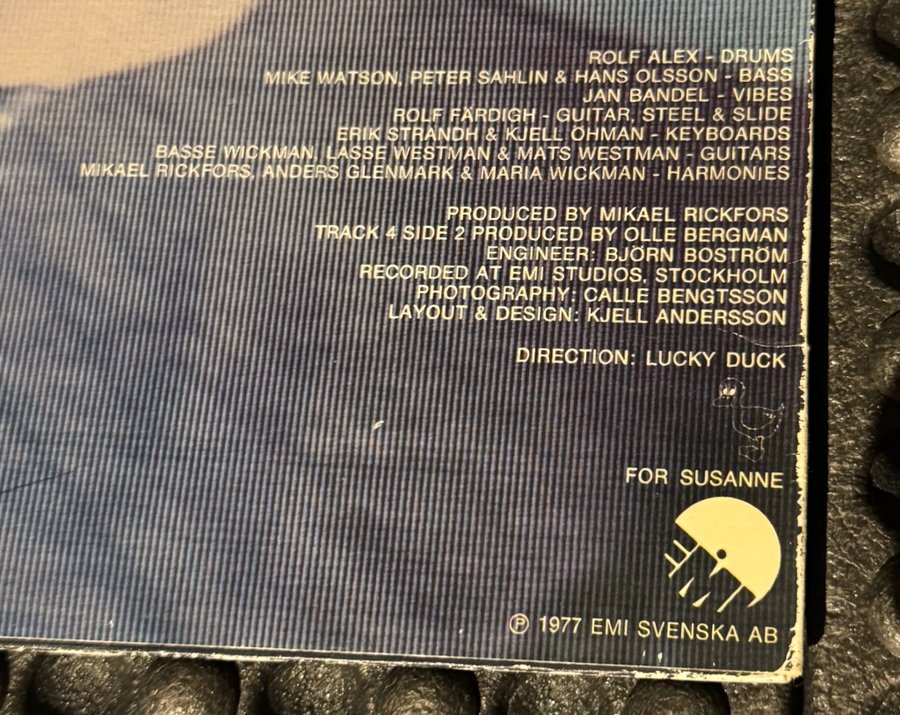 ROLF ALEX - DRUMS
MIKE WATSON, PETER SAHLIN & HANS OLSSON - BASS
JAN BANDEL - VIBES
ROLF FÄRDIGH - GUITAR, STEEL & SLIDE
ERIK STRANDH & KJELL ÖHMAN - KEYBOARDS
BASSE WICKMAN, LASSE WESTMAN & MATS WESTMAN - GUITARS
MIKAEL RICKFORS, ANDERS GLENMARK & MARIA WICKMAN - HARMONIES
PRODUCED BY MIKAEL RICKFORS
TRACK 4 SIDE 2 PRODUCED BY OLLE BERGMAN
ENGINEER: BJÖRN BOSTRÖM
RECORDED AT EMI STUDIOS, STOCKHOLM
PHOTOGRAPHY: CALLE BENGTSSON
LAYOUT & DESIGN: KJELL ANDERSSON
DIRECTION: LUCKY DUCK
FOR SUSANNE
EMI
℗ 1977 EMI SVENSKA AB